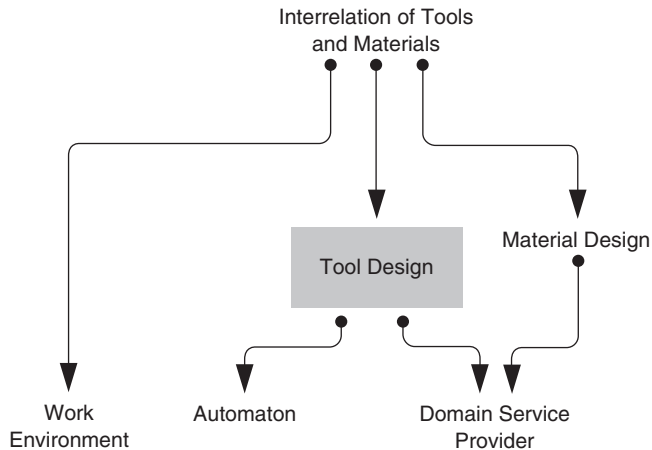 Interrelation of Tools
and Materials
Material Design
Tool Design
Work
Environment
Automaton
Domain Service
Provider